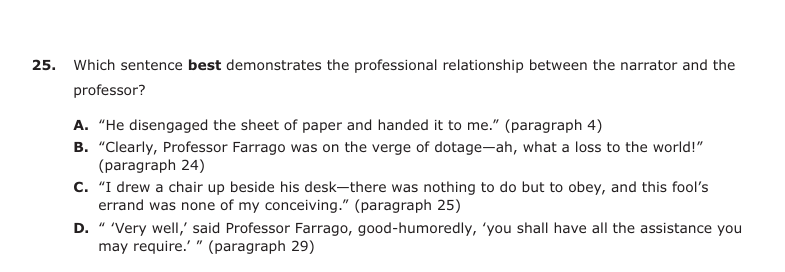 25. Which sentence best demonstrates the professional relationship between the narrator and the
professor?
A. “He disengaged the sheet of paper and handed it to me.” (paragraph 4)
B. “Clearly, Professor Farrago was on the verge of dotage—ah, what a loss to the world!”
(paragraph 24)
C. “I drew a chair up beside his desk—there was nothing to do but to obey, and this fool’s
errand was none of my conceiving.” (paragraph 25)
D. “ ‘Very well,’ said Professor Farrago, good-humoredly, ‘you shall have all the assistance you
may require.’ ” (paragraph 29)